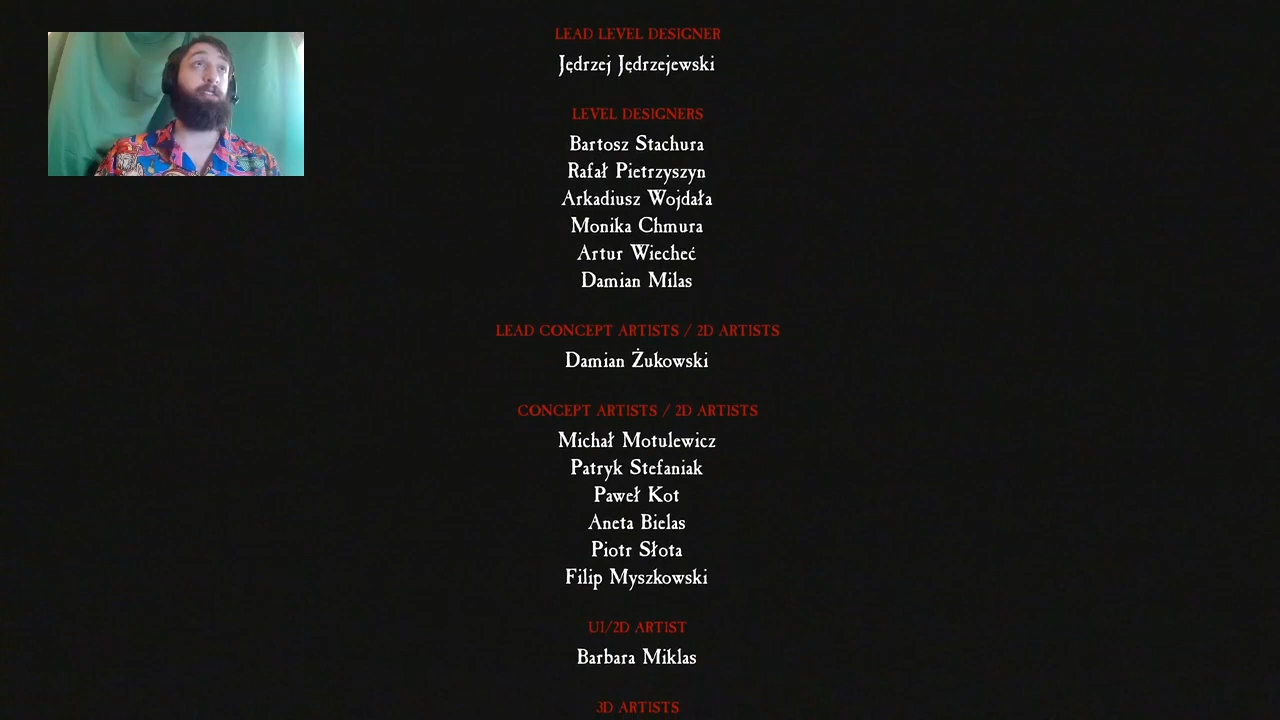 LEAD LEVEL DESIGNER
Jędrzej Jędrzejewski
LEVEL DESIGNERS
Bartosz Stachura
Rafał Pietrzyszyn
Arkadiusz Wojdała
Monika Chmura
Artur Wiecheć
Damian Milas
LEAD CONCEPT ARTISTS / 2D ARTISTS
Damian Żukowski
CONCEPT ARTISTS / 2D ARTISTS
Michał Motulewicz
Patryk Stefaniak
Paweł Kot
Aneta Bielas
Piotr Słota
Filip Myszkowski
UI/2D ARTIST
Barbara Miklas
3D ARTISTS